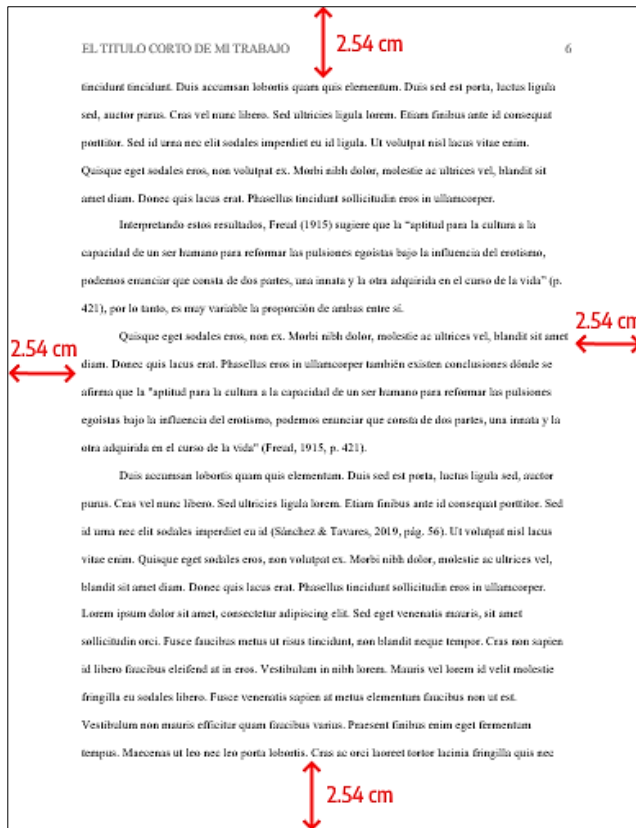 EL TITULO CORTO DE MI TRABAJO 6
2.54 cm
tincidunt tincidunt. Duis accumsan lobortis quam quis elementum. Duis sed est porta, luctus ligula
sed, auctor purus. Cras vel nunc libero. Sed ultricies ligula lorem. Etiam finibus ante id consequat
porttitor. Sed id urna nec elit sodales imperdiet eu id ligula. Ut volutpat nisl lacus vitae enim.
Quisque eget sodales eros, non volutpat ex. Morbi nibh dolor, molestie ac ultrices vel, blandit sit
amet diam. Donec quis lacus erat. Phasellus tincidunt sollicitudin eros in ullamcorper.
Interpretando estos resultados, Freud (1915) sugiere que la “aptitud para la cultura a la
capacidad de un ser humano para reformar las pulsiones egoístas bajo la influencia del erotismo,
podemos enunciar que consta de dos partes, una innata y la otra adquirida en el curso de la vida” (p.
421), por lo tanto, es muy variable la proporción de ambas entre sí.
Quisque eget sodales eros, non ex. Morbi nibh dolor, molestie ac ultrices vel, blandit sit amet
2.54 cm
2.54 cm
diam. Donec quis lacus erat. Phasellus eros in ullamcorper también existen conclusiones dónde se
afirma que la "aptitud para la cultura a la capacidad de un ser humano para reformar las pulsiones
egoístas bajo la influencia del erotismo, podemos enunciar que consta de dos partes, una innata y la
otra adquirida en el curso de la vida" (Freud, 1915, p. 421).
Duis accumsan lobortis quam quis elementum. Duis sed est porta, luctus ligula sed, auctor
purus. Cras vel nunc libero. Sed ultricies ligula lorem. Etiam finibus ante id consequat porttitor. Sed
id urna nec elit sodales imperdiet eu id (Sánchez & Tavares, 2019, pág. 56). Ut volutpat nisl lacus
vitae enim. Quisque eget sodales eros, non volutpat ex. Morbi nibh dolor, molestie ac ultrices vel,
blandit sit amet diam. Donec quis lacus erat. Phasellus tincidunt sollicitudin eros in ullamcorper.
Lorem ipsum dolor sit amet, consectetur adipiscing elit. Sed eget venenatis mauris, sit amet
sollicitudin orci. Fusce faucibus metus ut risus tincidunt, non blandit neque tempor. Cras non sapien
id libero faucibus eleifend at in eros. Vestibulum in nibh lorem. Mauris vel lorem id velit molestie
fringilla eu sodales libero. Fusce venenatis sapien at metus elementum faucibus non ut est.
Vestibulum non mauris efficitur quam faucibus varius. Praesent finibus enim eget fermentum
tempus. Maecenas ut leo nec leo porta lobortis. Cras ac orci laoreet tortor lacinia fringilla quis nec
2.54 cm